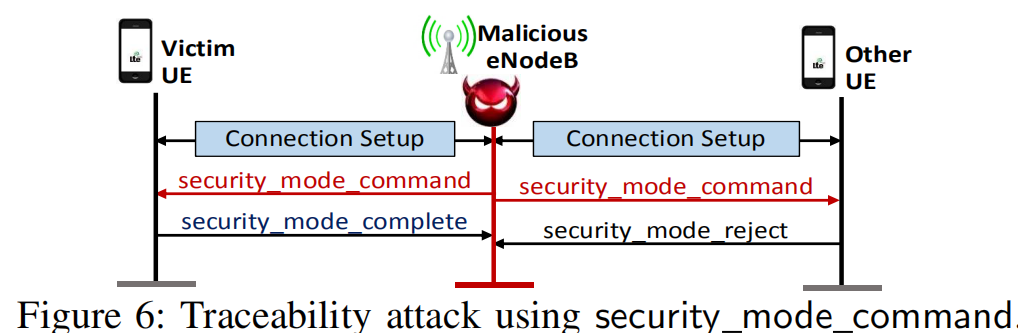 Victim UE
Malicious eNodeB
Other UE
lte
lte
Connection Setup
Connection Setup
security_mode_command
security_mode_command
security_mode_complete
security_mode_reject
Figure 6: Traceability attack using security_mode_command.